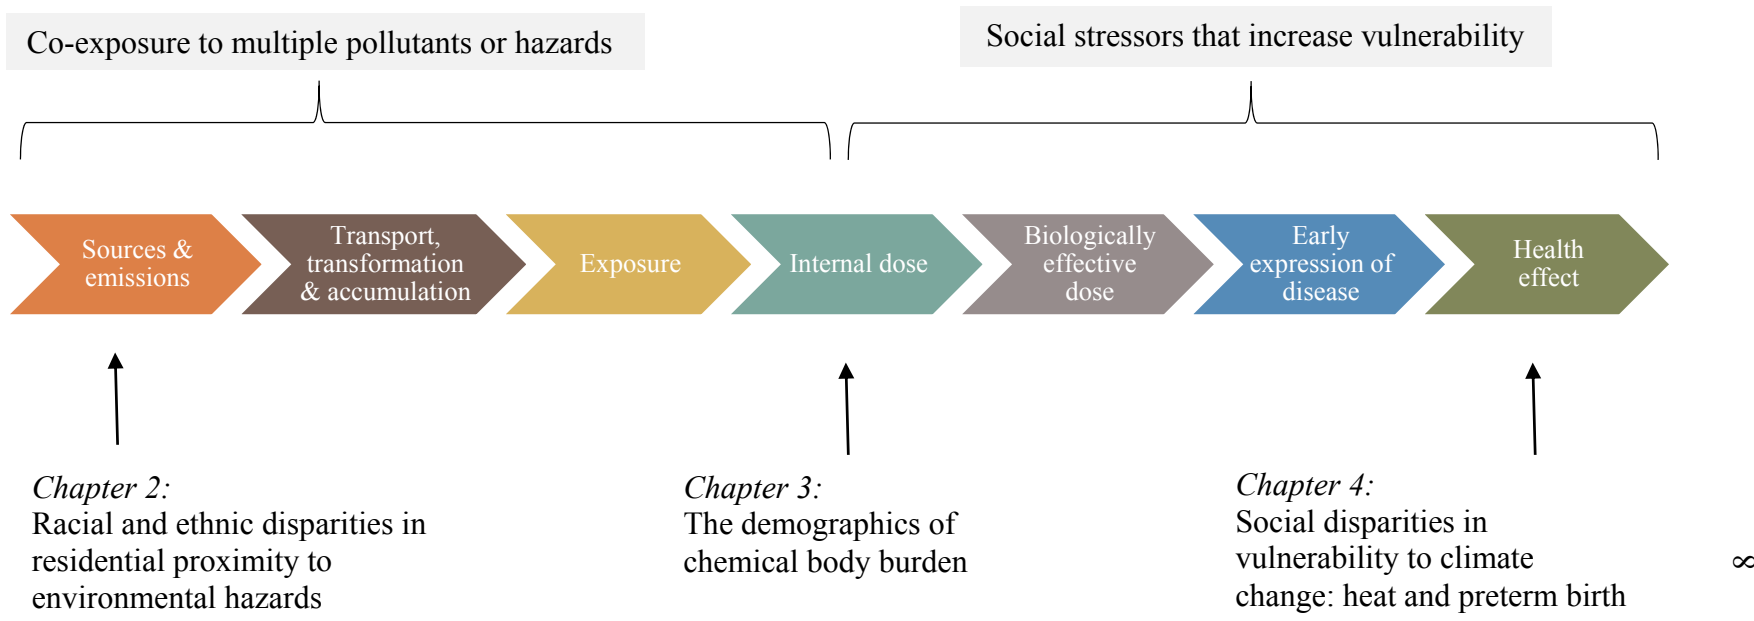 Co-exposure to multiple pollutants or hazards
Social stressors that increase vulnerability
Sources &
emissions
Transport,
transformation
& accumulation
Exposure
Internal dose
Biologically
effective
dose
Early
expression of
disease
Health
effect
Chapter 2:
Racial and ethnic disparities in
residential proximity to
environmental hazards
Chapter 3:
The demographics of
chemical body burden
Chapter 4:
Social disparities in
vulnerability to climate
change: heat and preterm birth
∞